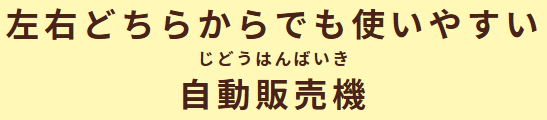 左右どちらからでも使いやすい
じどうはんばいき
自動販売機